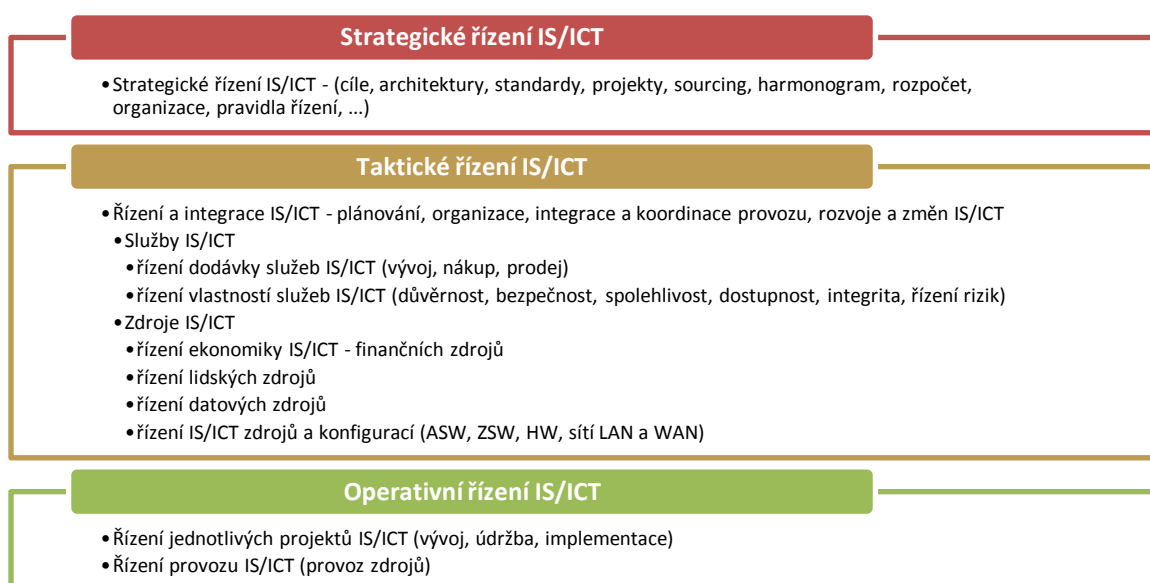 Strategické řízení IS/ICT
•Strategické řízení IS/ICT - (cíle, architektury, standardy, projekty, sourcing, harmonogram, rozpočet,
organizace, pravidla řízení, ...)
Taktické řízení IS/ICT
•Řízení a integrace IS/ICT - plánování, organizace, integrace a koordinace provozu, rozvoje a změn IS/ICT
•Služby IS/ICT
•řízení dodávky služeb IS/ICT (vývoj, nákup, prodej)
•řízení vlastností služeb IS/ICT (důvěrnost, bezpečnost, spolehlivost, dostupnost, integrita, řízení rizik)
•Zdroje IS/ICT
•řízení ekonomiky IS/ICT - finančních zdrojů
•řízení lidských zdrojů
•řízení datových zdrojů
•řízení IS/ICT zdrojů a konfigurací (ASW, ZSW, HW, sítí LAN a WAN)
Operativní řízení IS/ICT
•Řízení jednotlivých projektů IS/ICT (vývoj, údržba, implementace)
•Řízení provozu IS/ICT (provoz zdrojů)